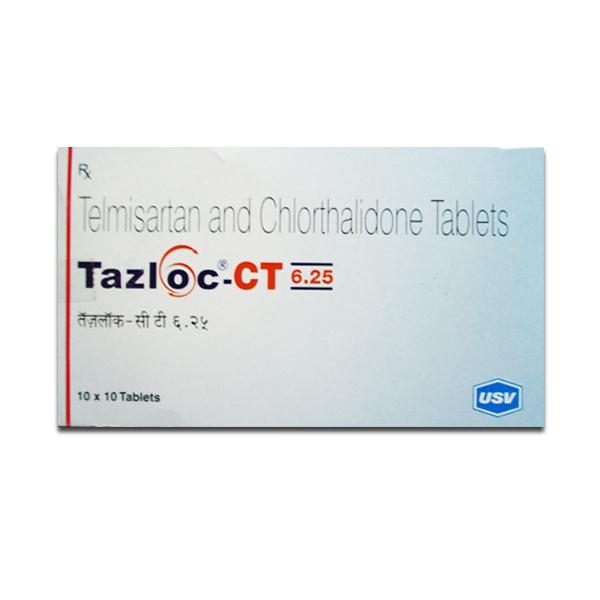 Rx
Telmisartan and Chlorthalidone Tablets
Tazloc®-CT 6.25
तॅज़लॉक-सी टी ६.२५
10 x 10 Tablets
USV